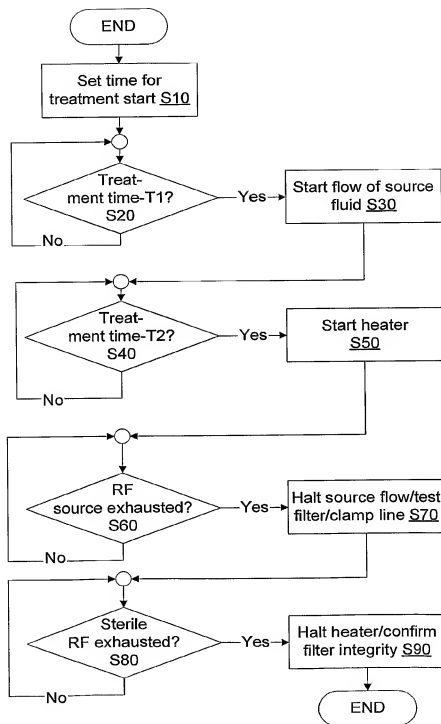 END
Set time for
treatment start S10
Treat-
ment time-T1?
S20
Yes
Start flow of source
fluid S30
No
Treatment
time-T2?
S40
Yes
Start heater
S50
No
RF
source exhausted?
S60
Yes
Halt source flow/test
filter/clamp line S70
No
Sterile
RF exhausted?
S80
Yes
Halt heater/confirm
filter integrity S90
No
END